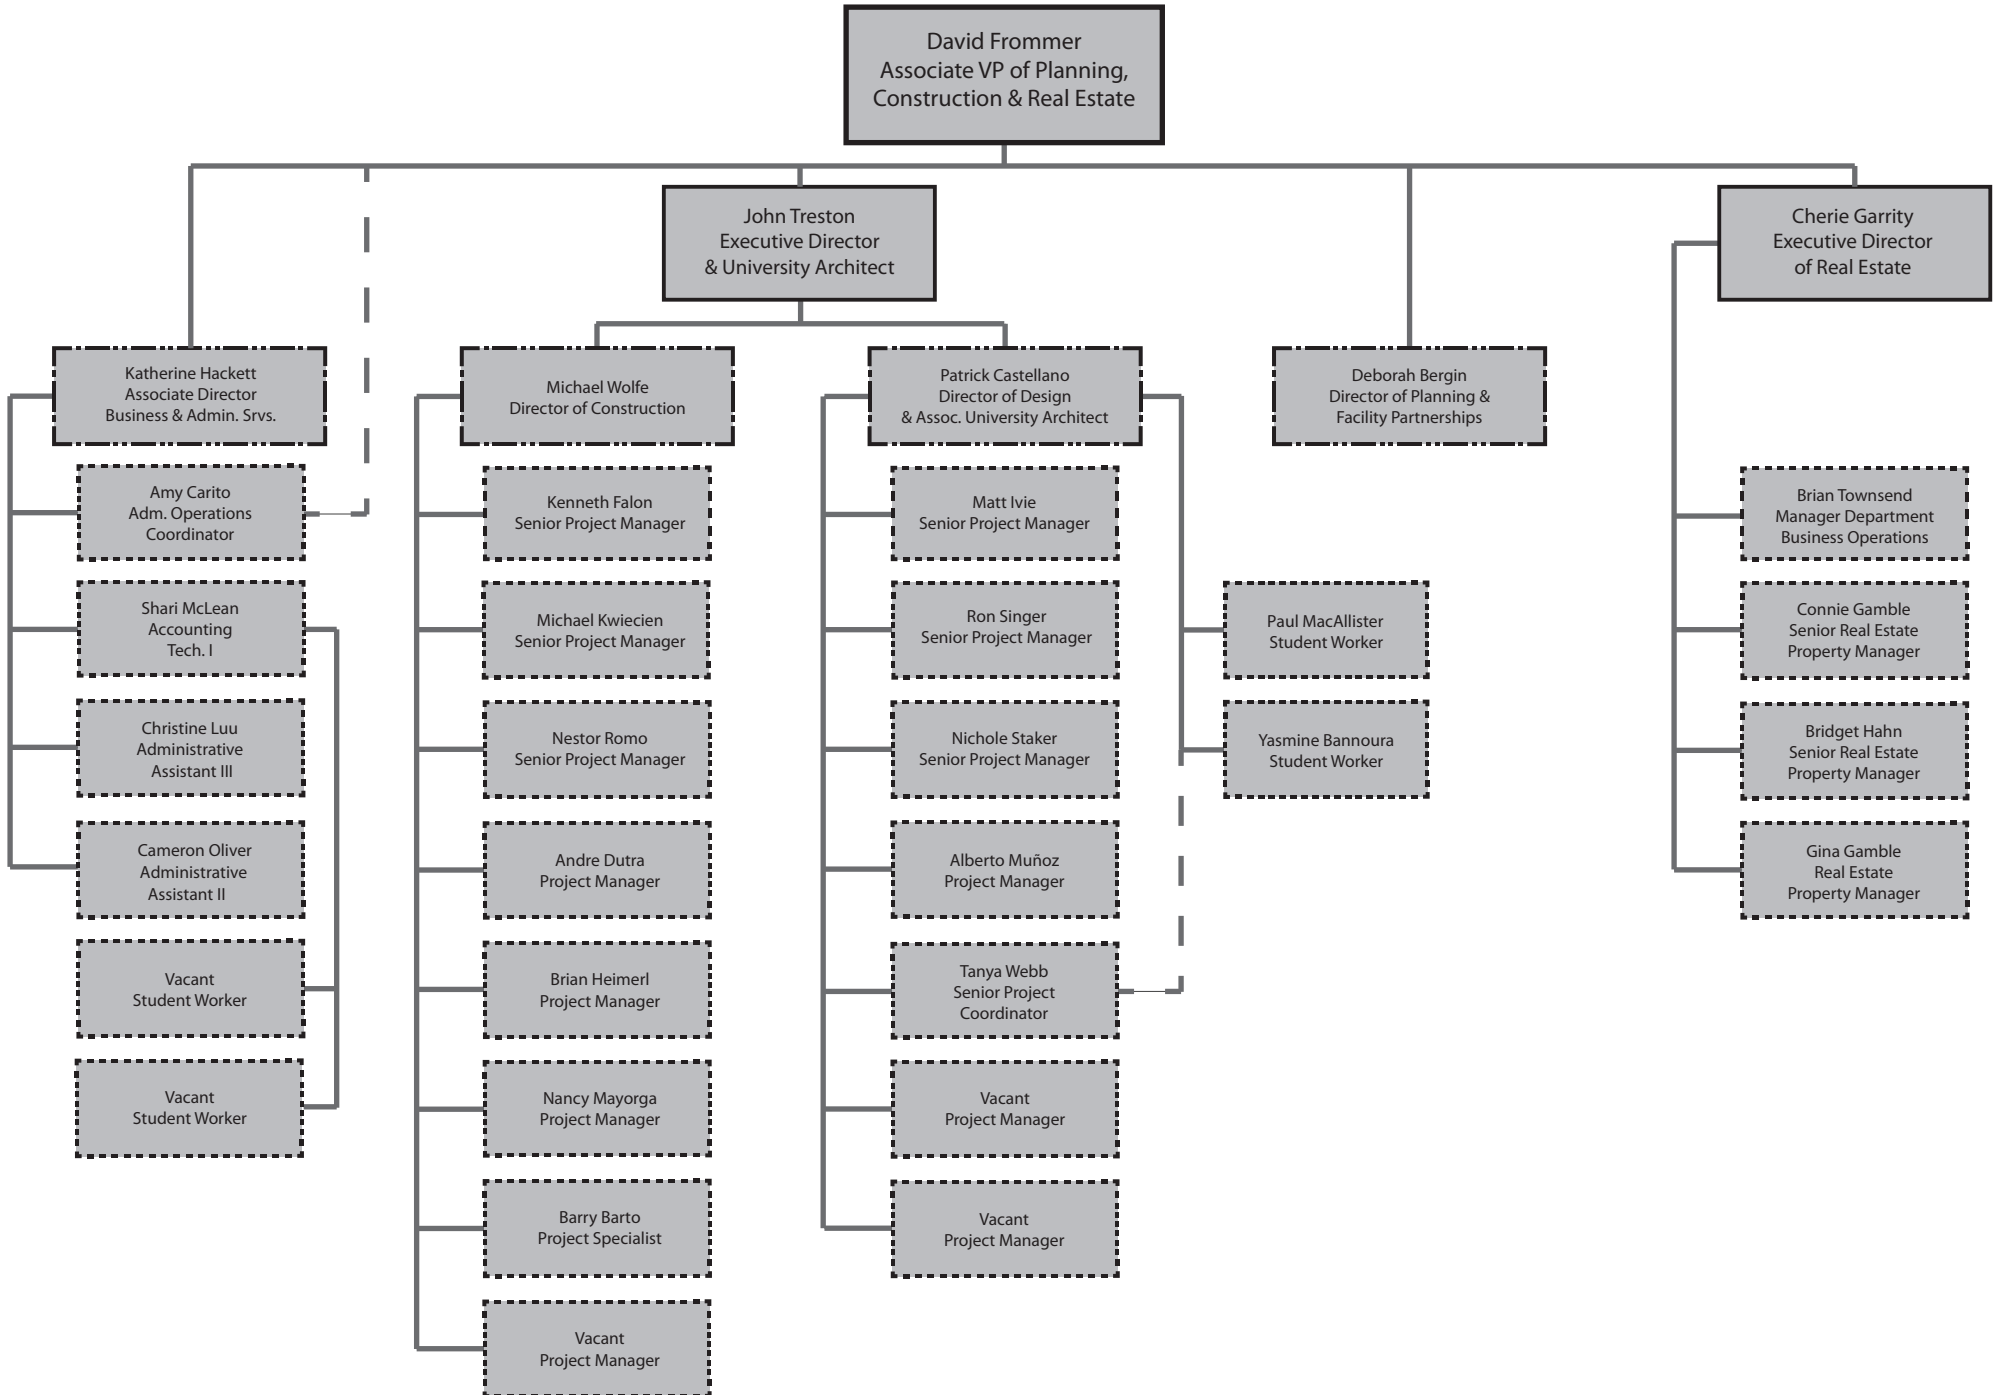 David Frommer
Associate VP of Planning,
Construction & Real Estate
John Treston
Executive Director
& University Architect
Cherie Garrity
Executive Director
of Real Estate
Katherine Hackett
Associate Director
Business & Admin. Srvs.
Michael Wolfe
Director of Construction
Patrick Castellano
Director of Design
& Assoc. University Architect
Deborah Bergin
Director of Planning &
Facility Partnerships
Amy Carito
Adm. Operations
Coordinator
Shari McLean
Accounting
Tech. I
Christine Luu
Administrative
Assistant III
Cameron Oliver
Administrative
Assistant II
Vacant
Student Worker
Vacant
Student Worker
Kenneth Falon
Senior Project Manager
Michael Kwiecien
Senior Project Manager
Nestor Romo
Senior Project Manager
Andre Dutra
Project Manager
Brian Heimerl
Project Manager
Nancy Mayorga
Project Manager
Barry Barto
Project Specialist
Vacant
Project Manager
Matt Ivie
Senior Project Manager
Ron Singer
Senior Project Manager
Nichole Staker
Senior Project Manager
Alberto Muñoz
Project Manager
Tanya Webb
Senior Project
Coordinator
Vacant
Project Manager
Vacant
Project Manager
Paul MacAllister
Student Worker
Yasmine Bannoura
Student Worker
Brian Townsend
Manager Department
Business Operations
Connie Gamble
Senior Real Estate
Property Manager
Bridget Hahn
Senior Real Estate
Property Manager
Gina Gamble
Real Estate
Property Manager